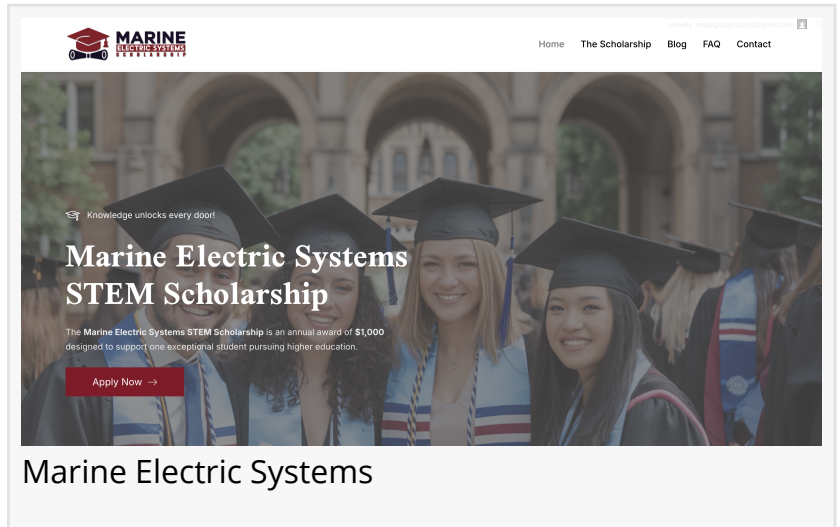 MARINE
ELECTRIC SYSTEMS
SCHOLARSHIP
Home The Scholarship Blog FAQ Contact
Knowledge unlocks every door!
Marine Electric Systems
STEM Scholarship
The Marine Electric Systems STEM Scholarship is an annual award of $1,000
designed to support one exceptional student pursuing higher education.
Apply Now →
Marine Electric Systems